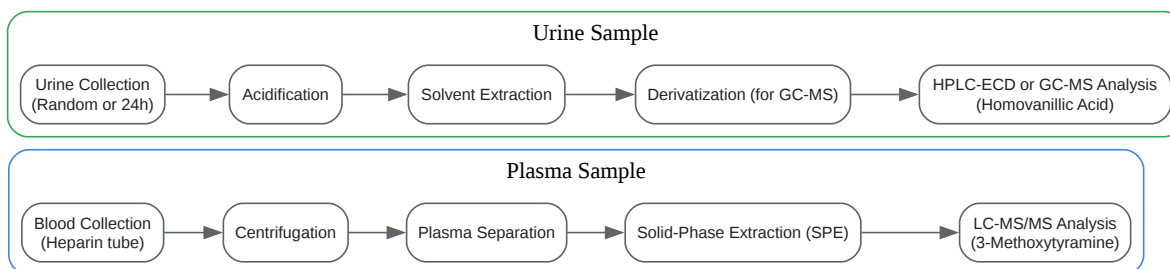 Urine Sample
Urine Collection
(Random or 24h)
Acidification
Solvent Extraction
Derivatization (for GC-MS)
HPLC-ECD or GC-MS Analysis
(Homovanillic Acid)
Plasma Sample
Blood Collection
(Heparin tube)
Centrifugation
Plasma Separation
Solid-Phase Extraction (SPE)
LC-MS/MS Analysis
(3-Methoxytyramine)